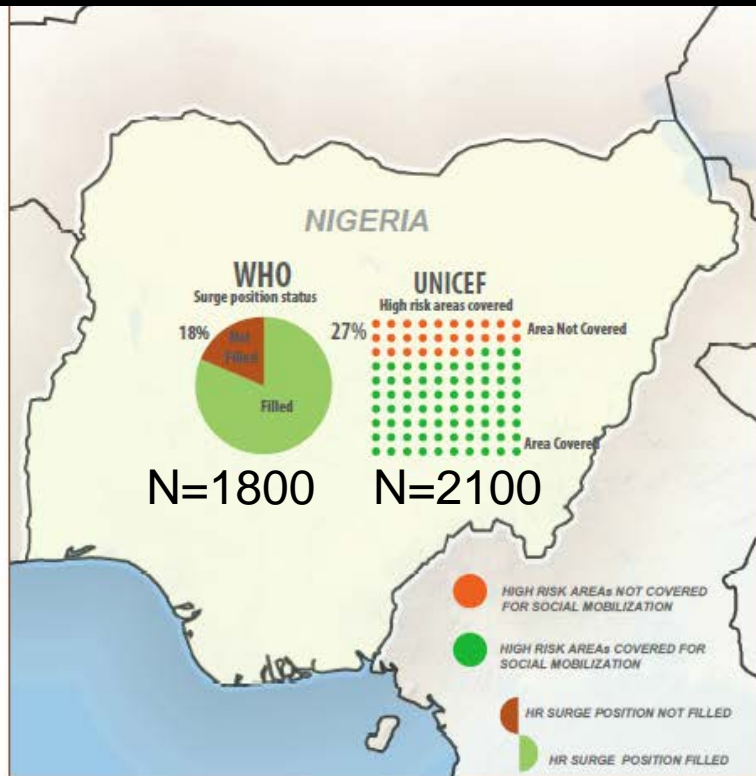 NIGERIA
WHO
Surge position status
18%
Not
Filled
Filled
N=1800
UNICEF
High risk areas covered
27%
Area Not Covered
Area Covered
N=2100
HIGH RISK AREAs NOT COVERED
FOR SOCIAL MOBILIZATION
HIGH RISK AREAs COVERED FOR
SOCIAL MOBILIZATION
HR SURGE POSITION NOT FILLED
HR SURGE POSITION FILLED